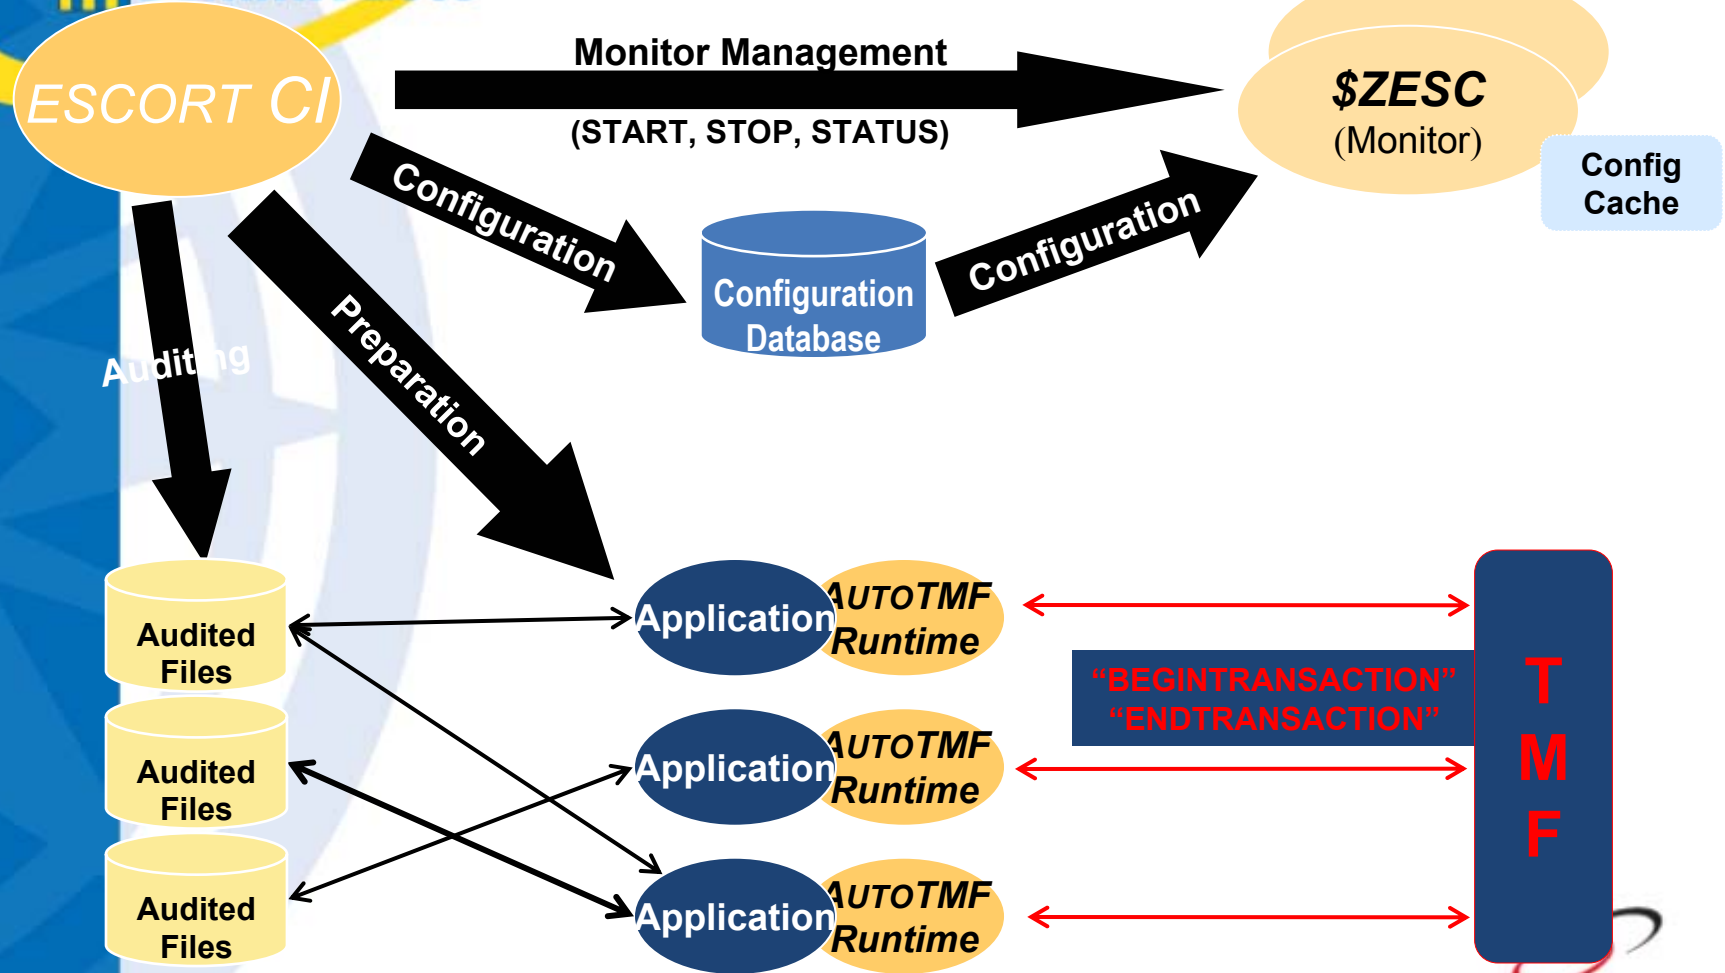 ESCORT CI
Monitor Management
(START, STOP, STATUS)
$ZESC
(Monitor)
Config
Cache
Configuration
Configuration
Database
Configuration
Auditing
Preparation
Audited
Files
Application
AUTOTMF
Runtime
“BEGINTRANSACTION”
“ENDTRANSACTION”
T
M
F
Audited
Files
Application
AUTOTMF
Runtime
Audited
Files
Application
AUTOTMF
Runtime